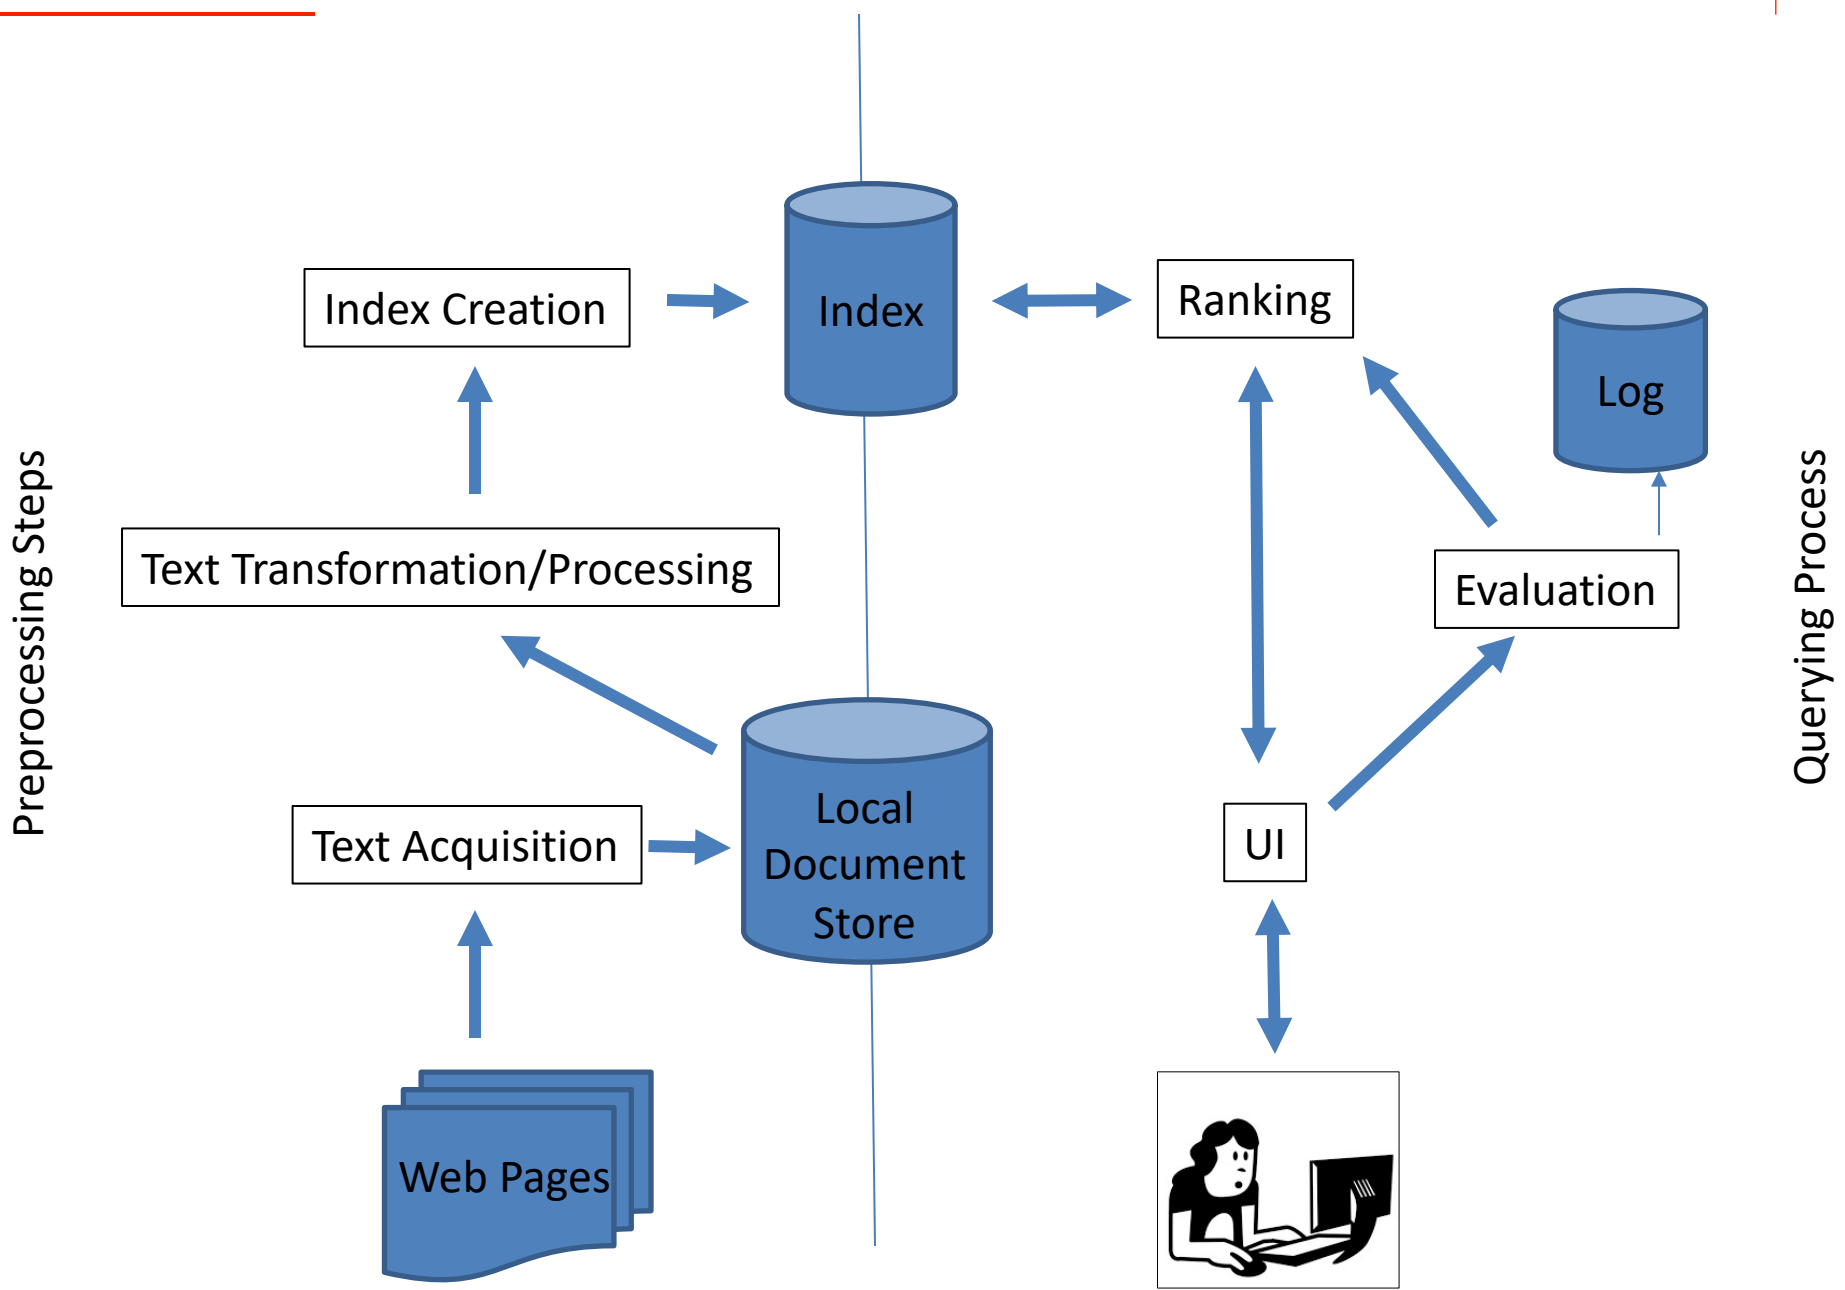 Preprocessing Steps
Index Creation
Index
Ranking
Log
Text Transformation/Processing
Evaluation
Text Acquisition
Local
Document
Store
UI
Web Pages
Querying Process